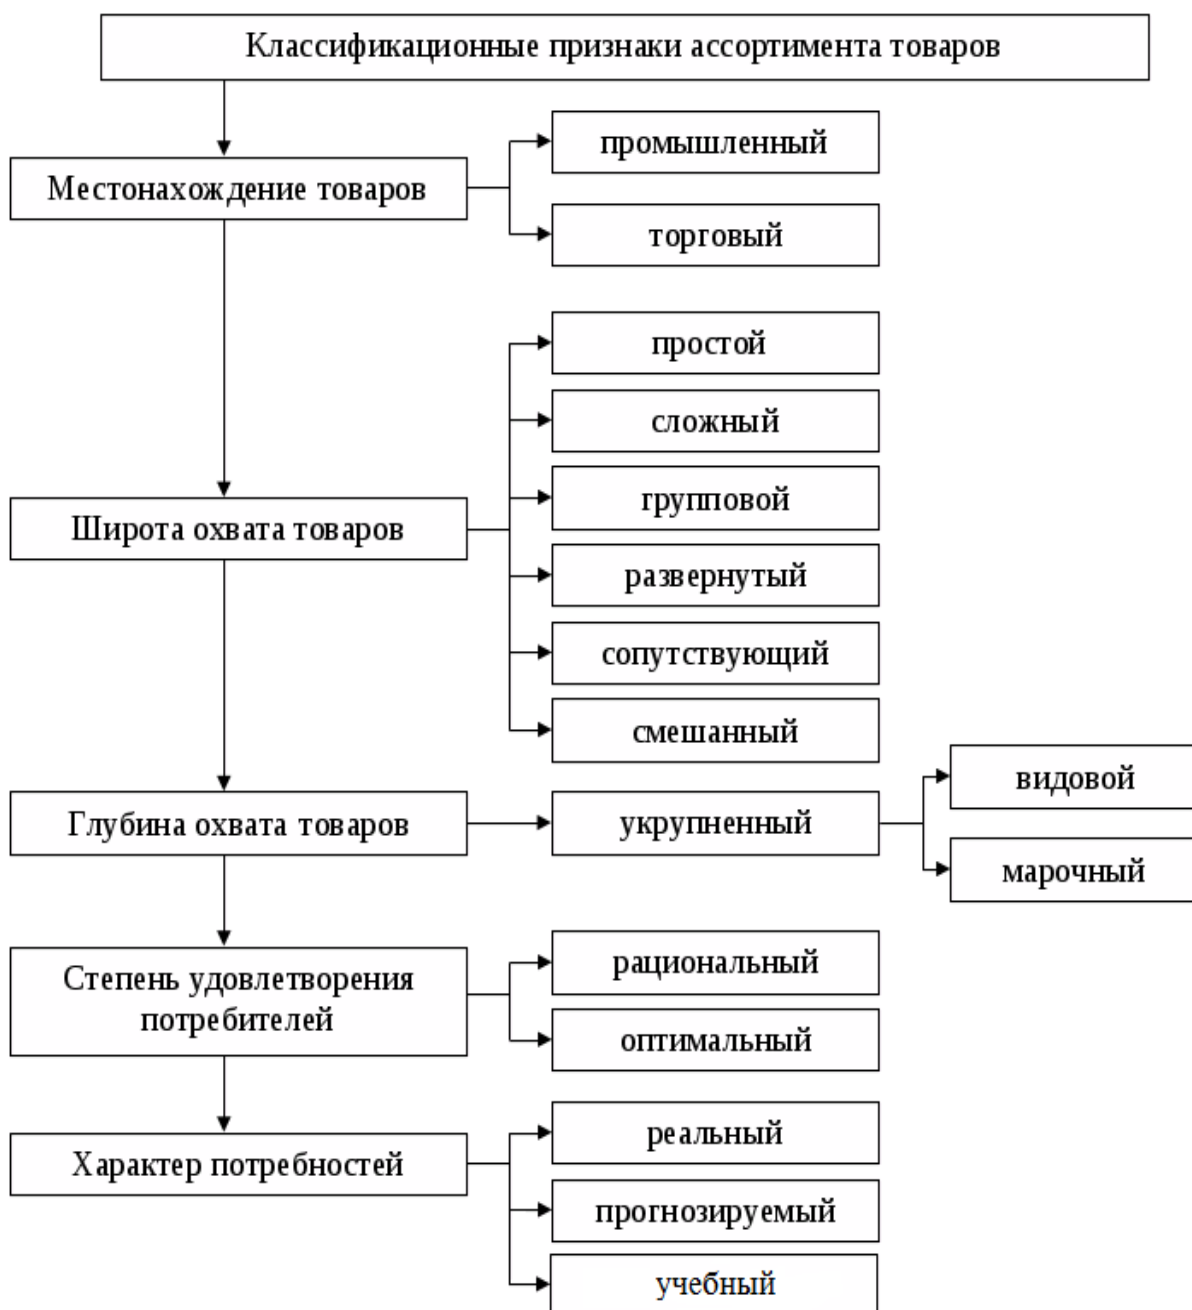 Классификационные признаки ассортимента товаров
Местонахождение товаров
промышленный
торговый
Широта охвата товаров
простой
сложный
групповой
развернутый
сопутствующий
смешанный
Глубина охвата товаров
укрупненный
видовой
марочный
Степень удовлетворения
потребителей
рациональный
оптимальный
Характер потребностей
реальный
прогнозируемый
учебный